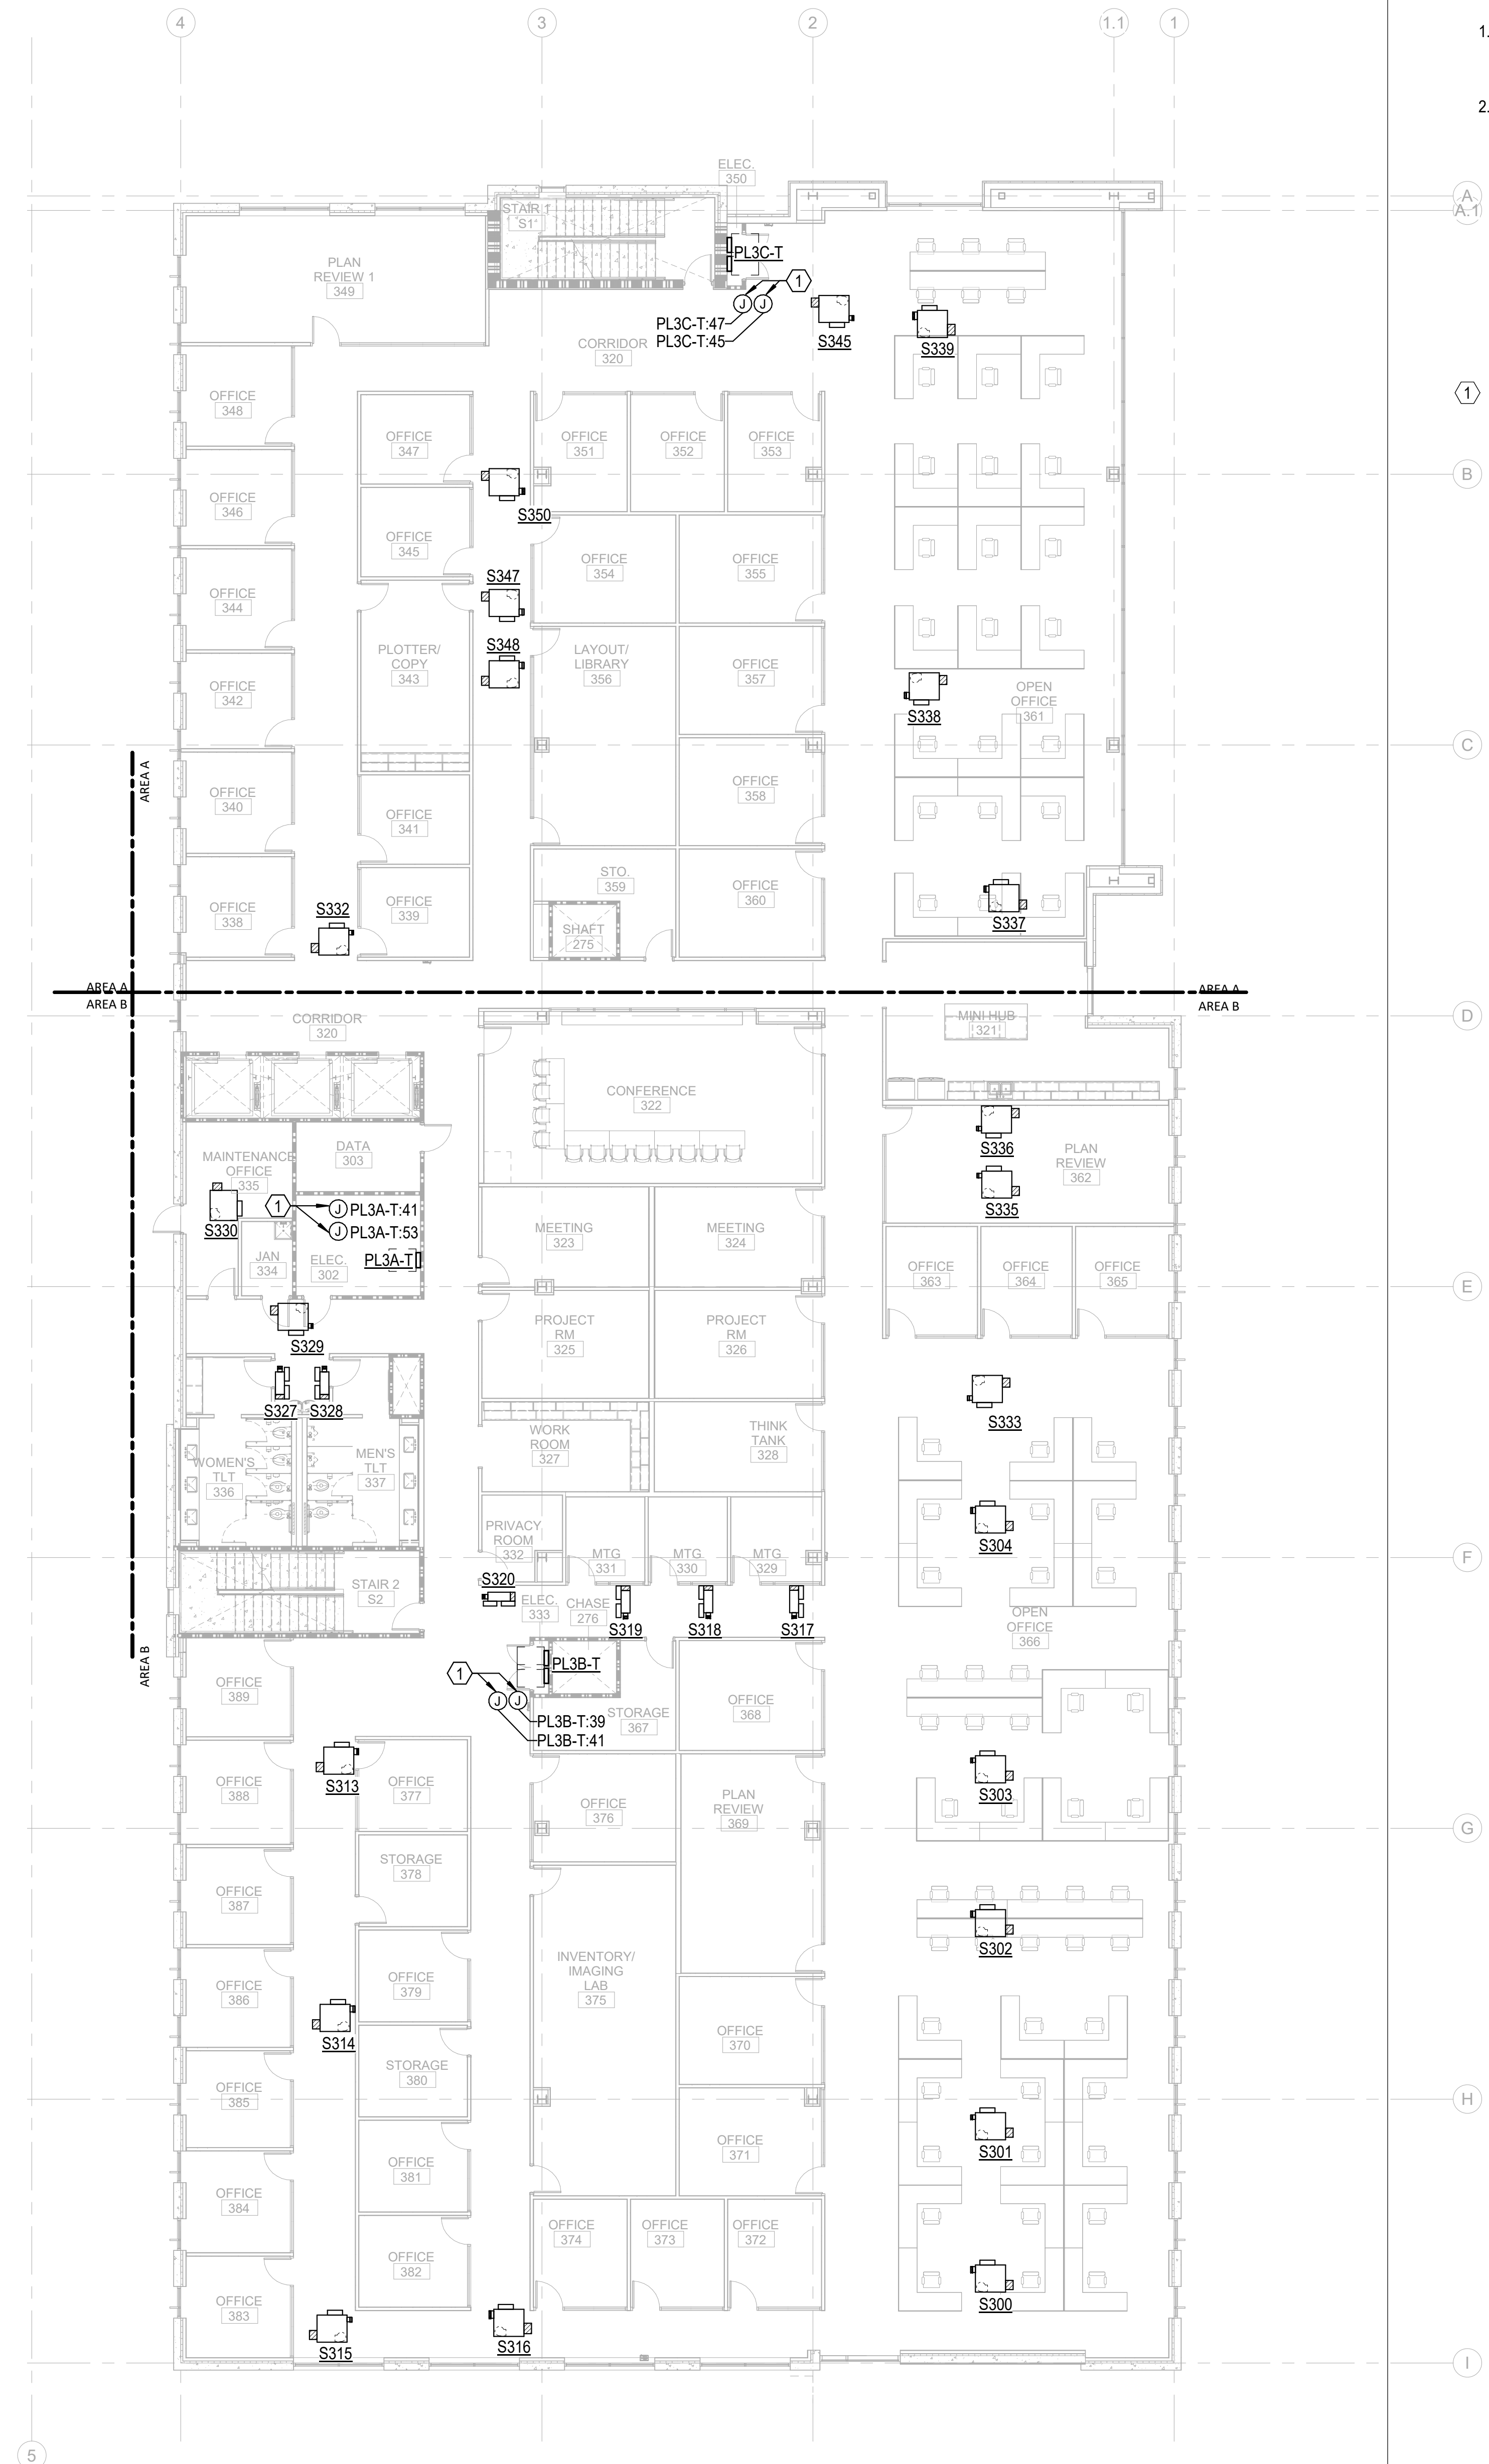 4
3
2
1.1
1
1.
2.
ELEC.
350
A
A.1
STAIR 1
S1
PL3C-T
PLAN
REVIEW 1
349
1
J
J
PL3C-T:47
PL3C-T:45
CORRIDOR
320
S345
S339
1
OFFICE
348
OFFICE
347
OFFICE
351
OFFICE
352
OFFICE
353
B
OFFICE
346
S350
OFFICE
345
OFFICE
354
OFFICE
355
S347
OFFICE
344
S348
PLOTTER/
COPY
343
LAYOUT/
LIBRARY
356
OFFICE
357
OFFICE
342
OPEN
OFFICE
361
S338
C
AREA A
OFFICE
340
OFFICE
341
OFFICE
358
STO.
359
OFFICE
360
OFFICE
338
S332
OFFICE
339
SHAFT
275
S337
AREA A
AREA B
AREA A
AREA B
CORRIDOR
320
MINI HUB
321
D
CONFERENCE
322
DATA
303
MAINTENANCE
OFFICE
335
S336
PLAN
REVIEW
362
S335
1
J
PL3A-T:41
J
PL3A-T:53
S330
MEETING
323
MEETING
324
JAN
334
ELEC.
302
PL3A-T
OFFICE
363
OFFICE
364
OFFICE
365
E
S329
PROJECT
RM
325
PROJECT
RM
326
S327
S328
S333
WORK
ROOM
327
THINK
TANK
328
WOMEN'S
TLT
336
MEN'S
TLT
337
PRIVACY
ROOM
332
S304
MTG
331
MTG
330
MTG
329
F
STAIR 2
S2
S320
ELEC.
333
CHASE
276
S319
S318
S317
OPEN
OFFICE
366
AREA B
OFFICE
389
1
PL3B-T
J
J
PL3B-T:39
PL3B-T:41
STORAGE
367
OFFICE
368
S313
OFFICE
388
OFFICE
377
OFFICE
376
PLAN
REVIEW
369
S303
G
STORAGE
378
OFFICE
387
S302
INVENTORY/
IMAGING
LAB
375
OFFICE
386
OFFICE
379
S314
OFFICE
370
STORAGE
380
OFFICE
385
H
OFFICE
371
S301
OFFICE
381
OFFICE
384
OFFICE
374
OFFICE
373
OFFICE
372
OFFICE
382
OFFICE
383
S300
S315
S316
I
5